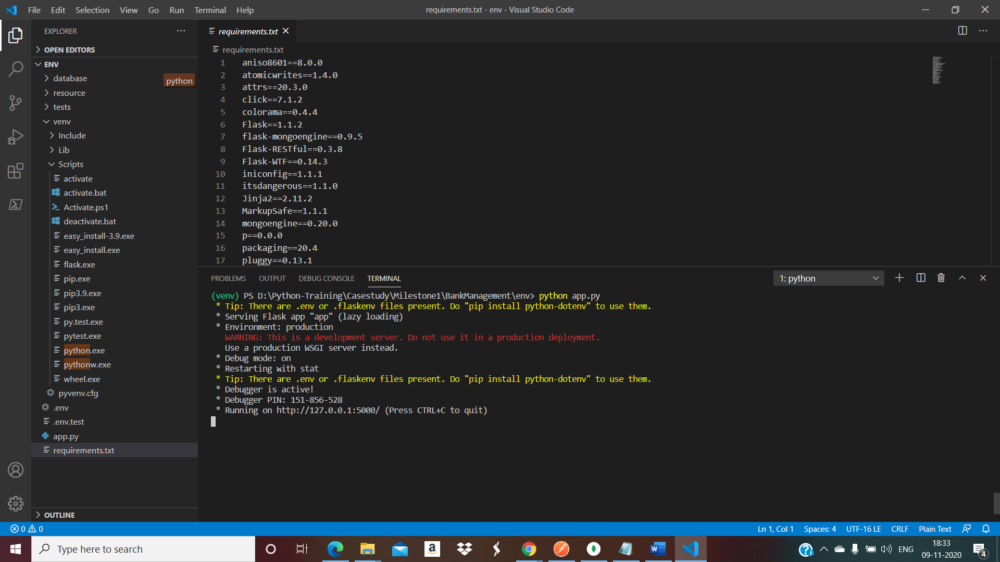 File Edit Selection View Go Run Terminal Help
requirements.txt - env - Visual Studio Code
EXPLORER
OPEN EDITORS
ENV
database
python
resource
tests
venv
Include
Lib
Scripts
activate
activate.bat
Activate.ps1
deactivate.bat
easy_install-3.9.exe
easy_install.exe
flask.exe
pip.exe
pip3.9.exe
pip3.exe
py.test.exe
pytest.exe
python.exe
pythonw.exe
wheel.exe
pyvenv.cfg
.env
.env.test
app.py
requirements.txt
OUTLINE
requirements.txt
requirements.txt
1 aniso8601==8.0.0
2 atomicwrites==1.4.0
3 attrs==20.3.0
4 click==7.1.2
5 colorama==0.4.4
6 Flask==1.1.2
7 flask-mongoengine==0.9.5
8 Flask-RESTful==0.3.8
9 Flask-WTF==0.14.3
10 iniconfig==1.1.1
11 itsdangerous==1.1.0
12 Jinja2==2.11.2
13 MarkupSafe==1.1.1
14 mongoengine==0.20.0
15 p==0.0.0
16 packaging==20.4
17 pluggy==0.13.1
PROBLEMS OUTPUT DEBUG CONSOLE TERMINAL
1: python
(venv) PS D:\Python-Training\Casestudy\Milestone1\BankManagement\env> python app.py
* Tip: There are .env or .flaskenv files present. Do "pip install python-dotenv" to use them.
* Serving Flask app "app" (lazy loading)
* Environment: production
WARNING: This is a development server. Do not use it in a production deployment.
Use a production WSGI server instead.
* Debug mode: on
* Restarting with stat
* Tip: There are .env or .flaskenv files present. Do "pip install python-dotenv" to use them.
* Debugger is active!
* Debugger PIN: 151-856-528
* Running on http://127.0.0.1:5000/ (Press CTRL+C to quit)
0 0
Ln 1, Col 1 Spaces: 4 UTF-16 LE CRLF Plain Text
Type here to search
ENG
18:33
09-11-2020
4